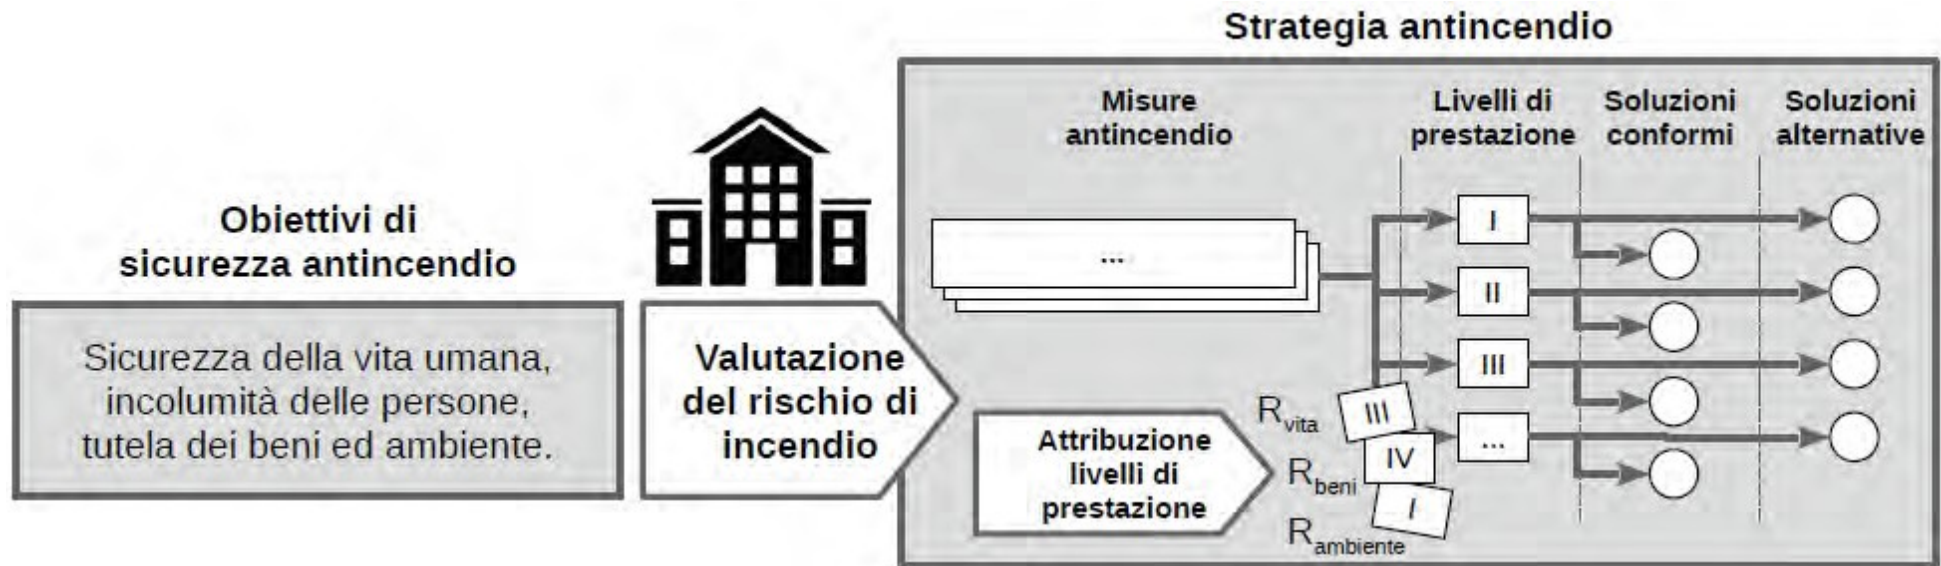 Strategia antincendio
Obiettivi di
sicurezza antincendio
Sicurezza della vita umana,
incolumità delle persone,
tutela dei beni ed ambiente.
Valutazione
del rischio di
incendio
Misure
antincendio
Livelli di
prestazione
Soluzioni
conformi
Soluzioni
alternative
...
I
II
III
...
Attribuzione
livelli di
prestazione
Rvita
Rbeni
Rambiente
III
IV
I